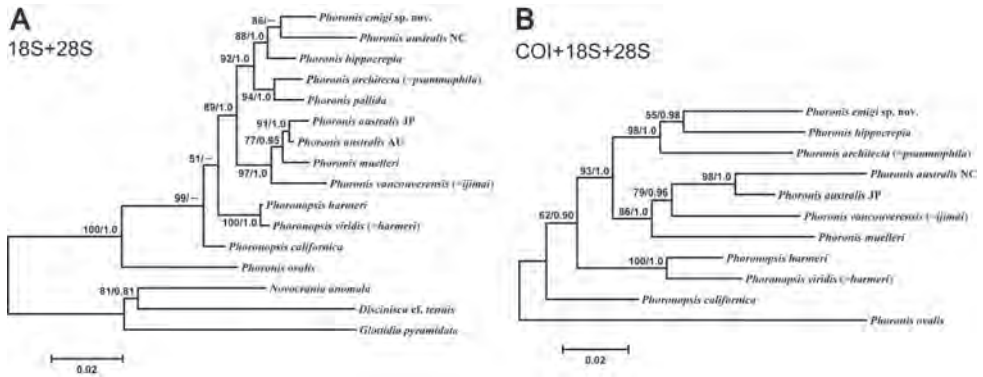 A
18S+28S
86/--
Phoronis emigi sp. nov.
88/1.0
Phoronis australis NC
92/1.0
Phoronis hippocrepia
Phoronis architecta (=psammophila)
94/1.0
Phoronis pallida
89/1.0
91/1.0
Phoronis australis JP
77/0.95
Phoronis australis AU
Phoronis muelleri
97/1.0
Phoronis vancouverensis (=ijimai)
51/--
99/--
Phoronopsis harmeri
100/1.0
Phoronopsis viridis (=harmeri)
Phoronopsis californica
100/1.0
Phoronis ovalis
81/0.81
Novocrania anomala
Discinisca cf. tenuis
Glottidia pyramidata
0.02
B
COI+18S+28S
55/0.98
Phoronis emigi sp. nov.
98/1.0
Phoronis hippocrepia
Phoronis architecta (=psammophila)
93/1.0
98/1.0
Phoronis australis NC
79/0.96
Phoronis australis JP
86/1.0
Phoronis vancouverensis (=ijimai)
Phoronis muelleri
62/0.90
100/1.0
Phoronopsis harmeri
Phoronopsis viridis (=harmeri)
Phoronopsis californica
Phoronis ovalis
0.02